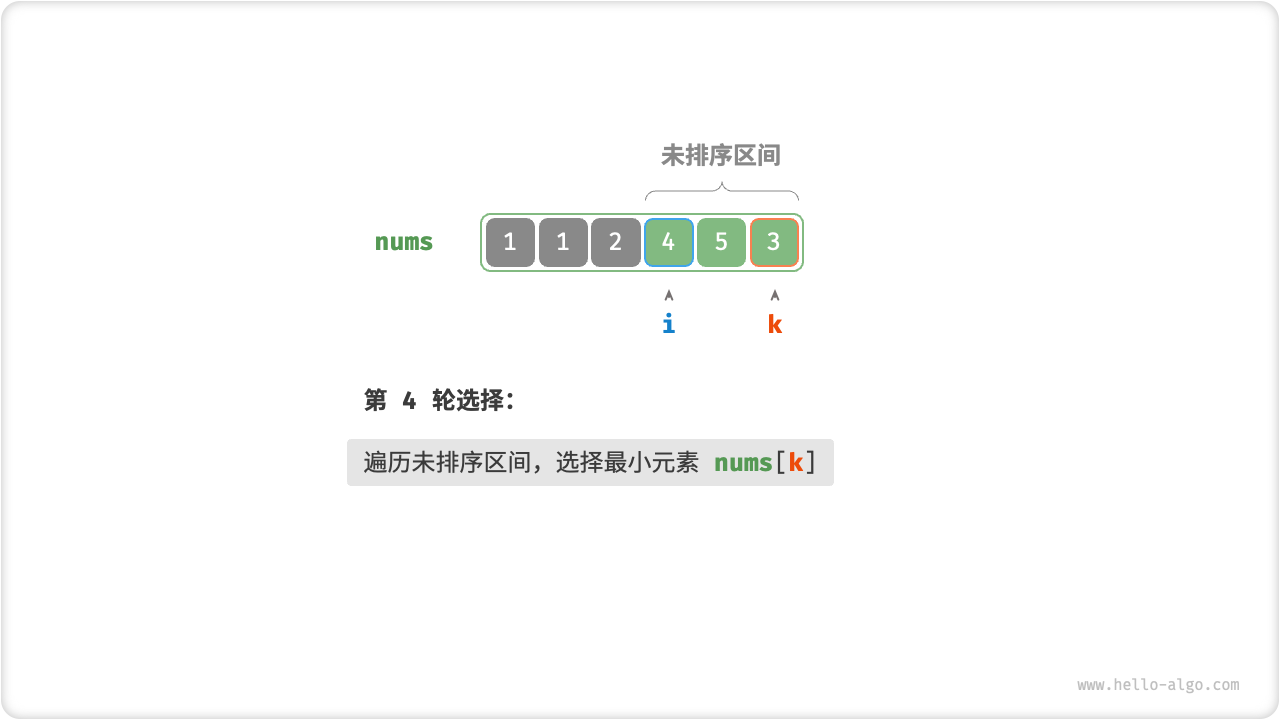 未排序区间
nums 1 1 2 4 5 3
i k
第 4 轮选择：
遍历未排序区间，选择最小元素 nums[k]
www.hello-algo.com